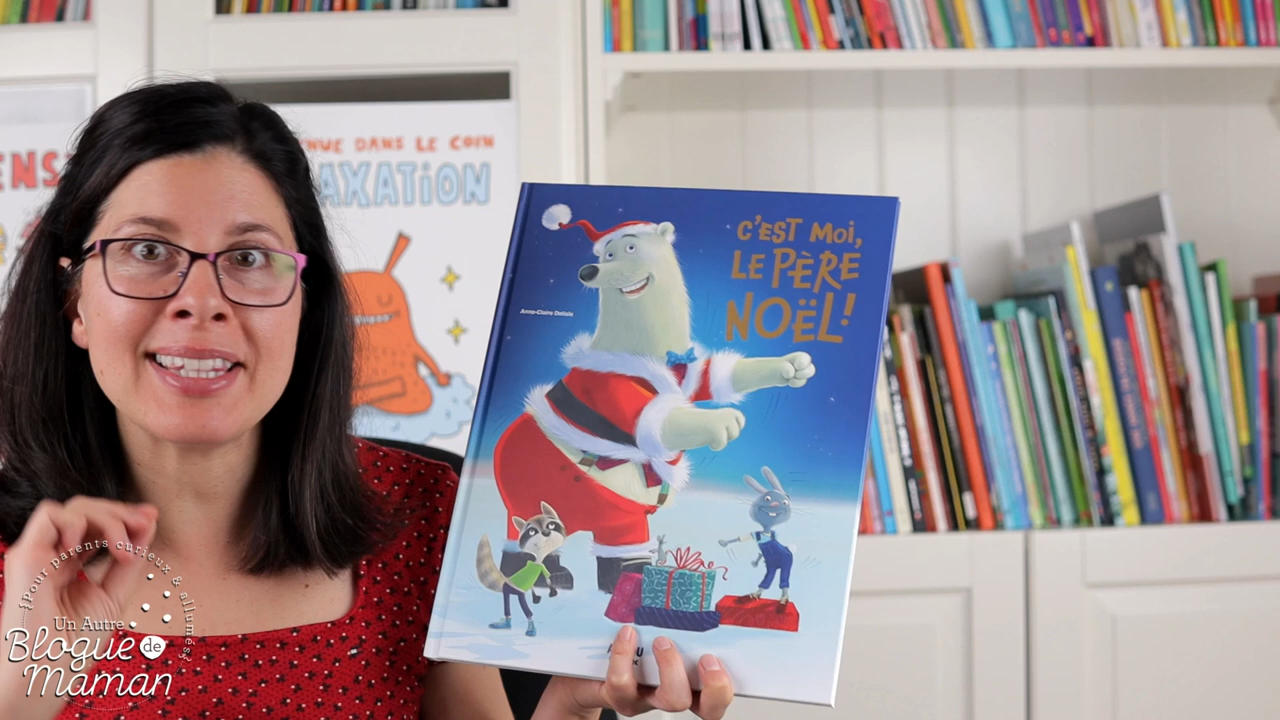 NUE DANS LE COIN
AXATION
ENS
C'EST MOI,
LE PÈRE
NOËL!
Anne-Claire Delisle
{Pour parents curieux & allumés}
Un Autre
Blogue de
Maman